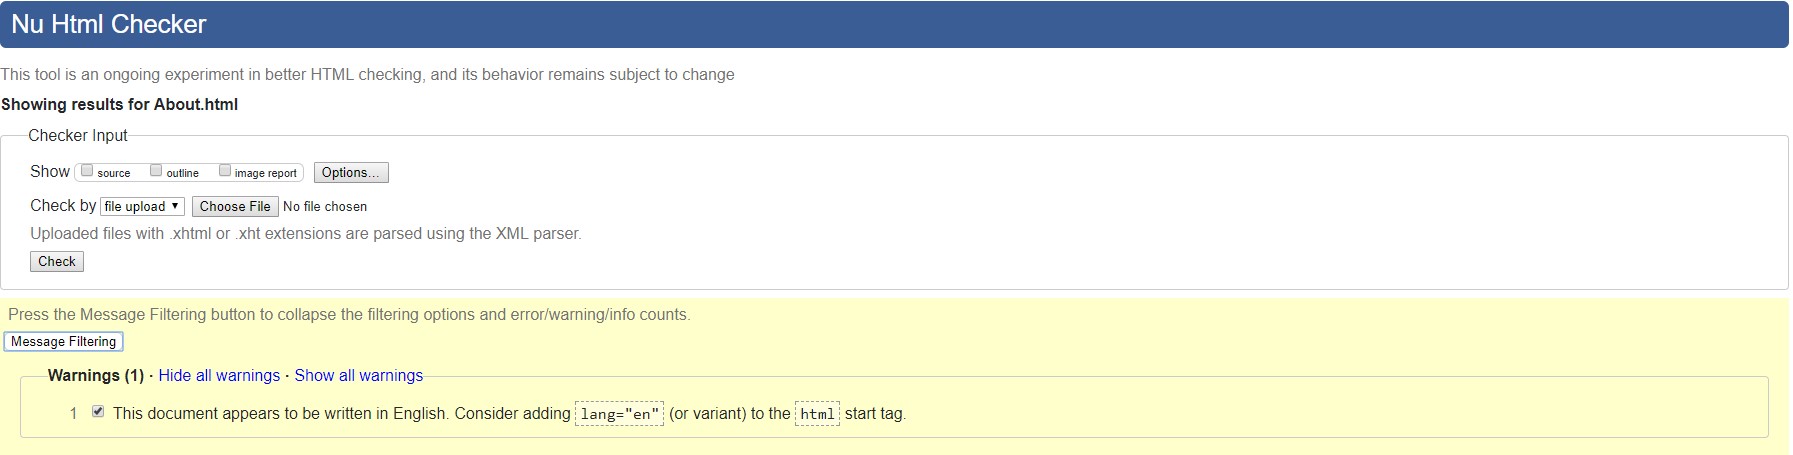 Nu Html Checker
This tool is an ongoing experiment in better HTML checking, and its behavior remains subject to change
Showing results for About.html
Checker Input
Show source outline image report Options...
Check by file upload Choose File No file chosen
Uploaded files with .xhtml or .xht extensions are parsed using the XML parser.
Check
Press the Message Filtering button to collapse the filtering options and error/warning/info counts.
Message Filtering
Warnings (1) · Hide all warnings · Show all warnings
1 This document appears to be written in English. Consider adding lang="en" (or variant) to the html start tag.